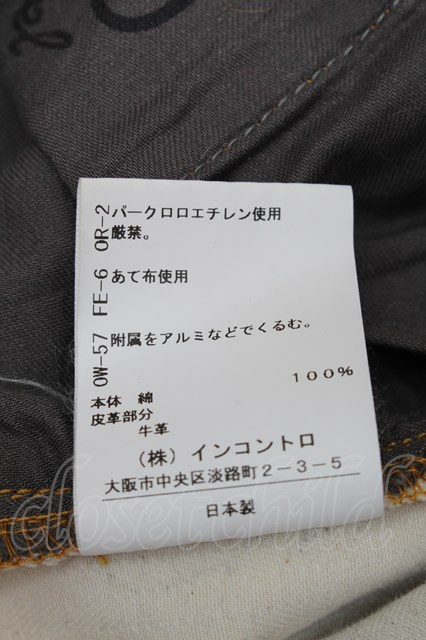 OR-2 パークロロエチレン使用
厳禁。
FE-6 あて布使用
OW-57 附属をアルミなどでくるむ。
本体 綿 100%
皮革部分
牛革
(株) インコントロ
大阪市中央区淡路町2-3-5
日本製
closet child